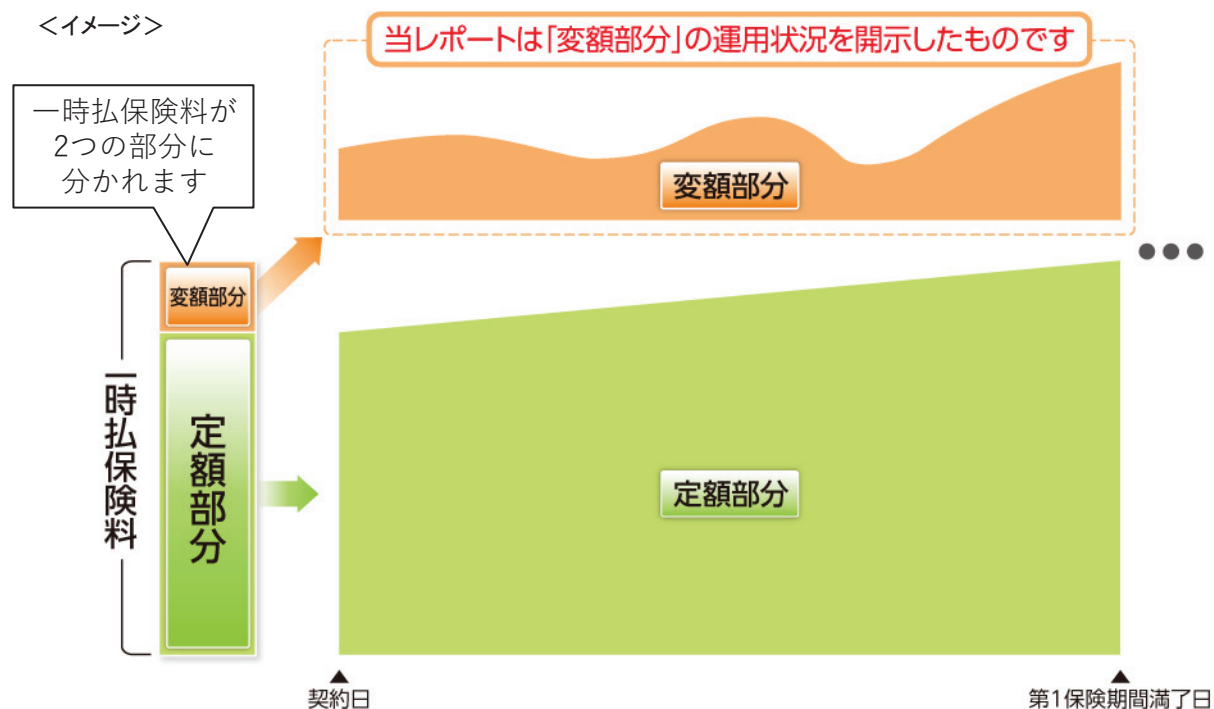 ＜イメージ＞
当レポートは「変額部分」の運用状況を開示したものです
一時払保険料が
2つの部分に
分かれます
変額部分
変額部分
一時払保険料
定額部分
定額部分
●●●
契約日
第1保険期間満了日